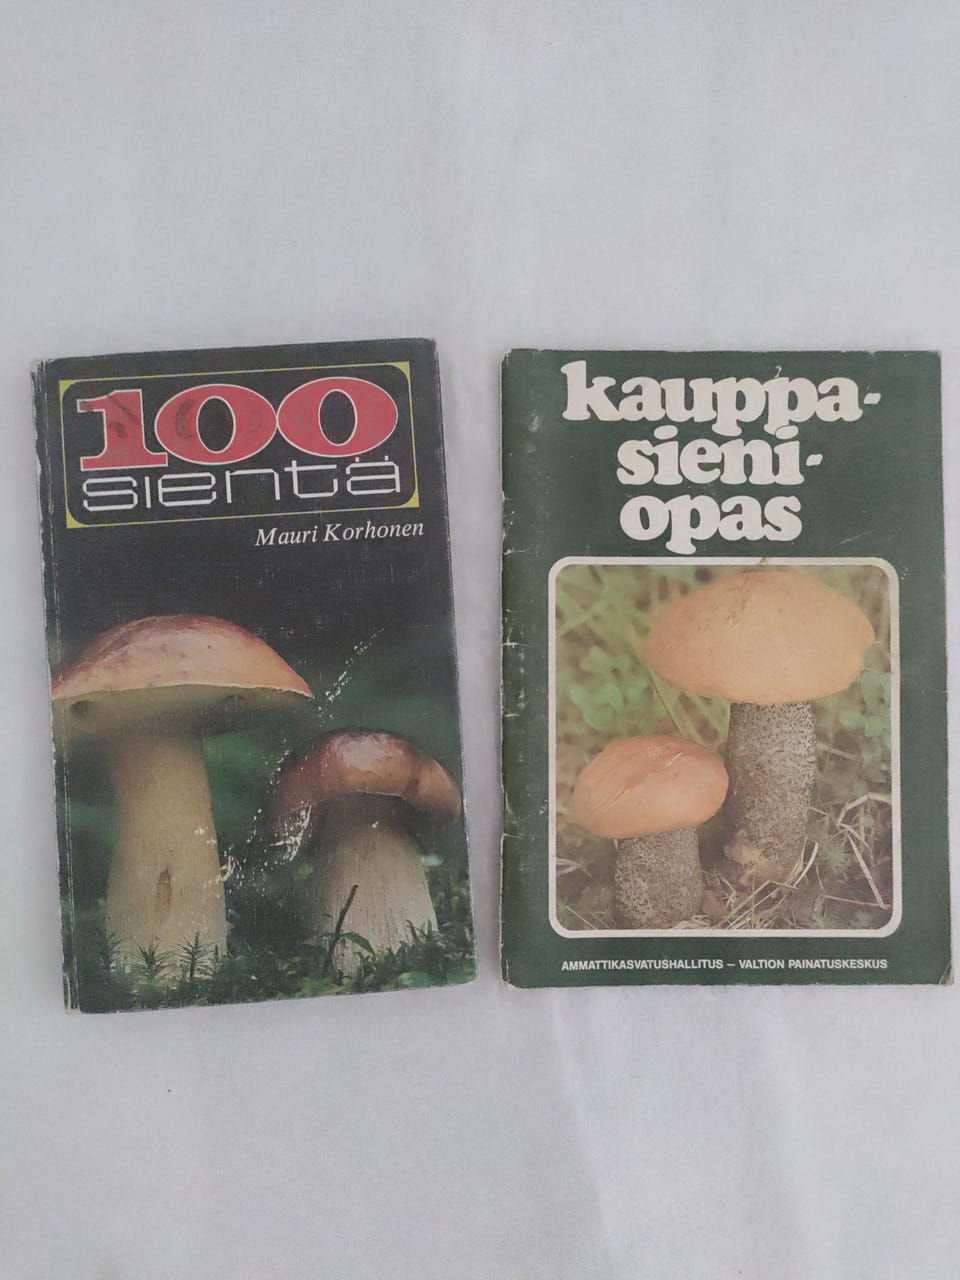 100
sientä
Mauri Korhonen
kauppa-
sieni-
opas
AMMATTIKASVATUSHALLITUS – VALTION PAINATUSKESKUS